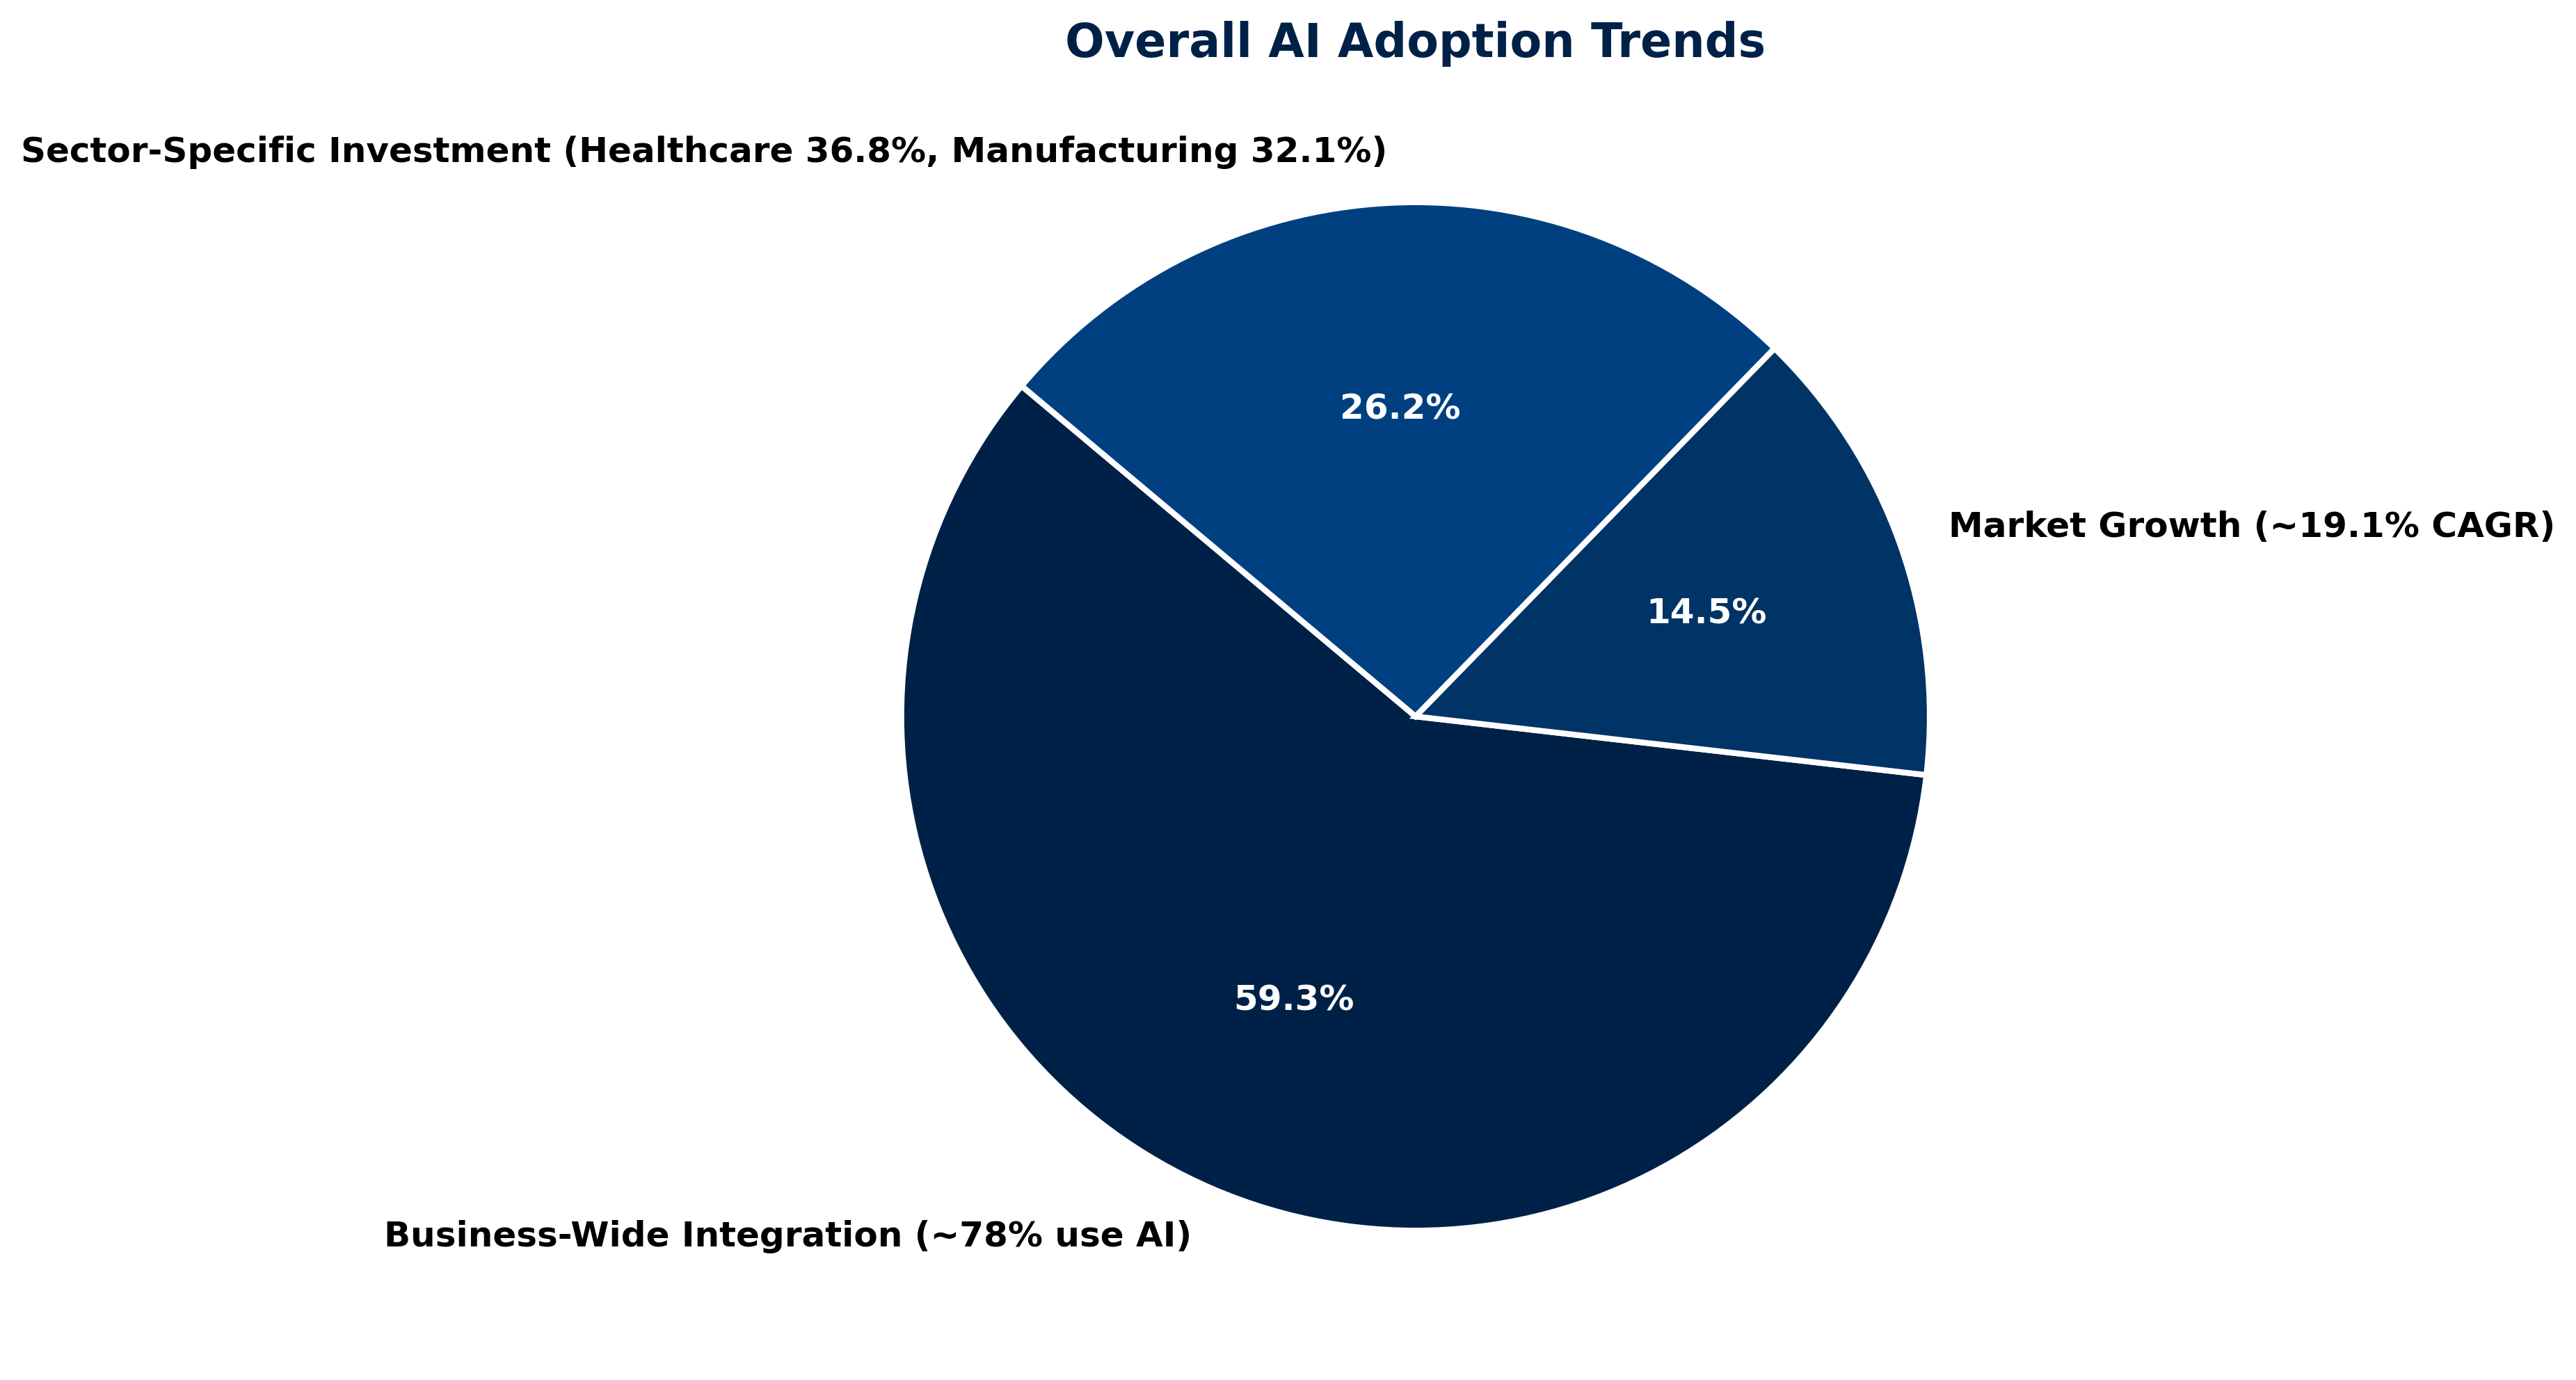 Overall AI Adoption Trends
Sector-Specific Investment (Healthcare 36.8%, Manufacturing 32.1%)
26.2%
Market Growth (~19.1% CAGR)
14.5%
59.3%
Business-Wide Integration (~78% use AI)